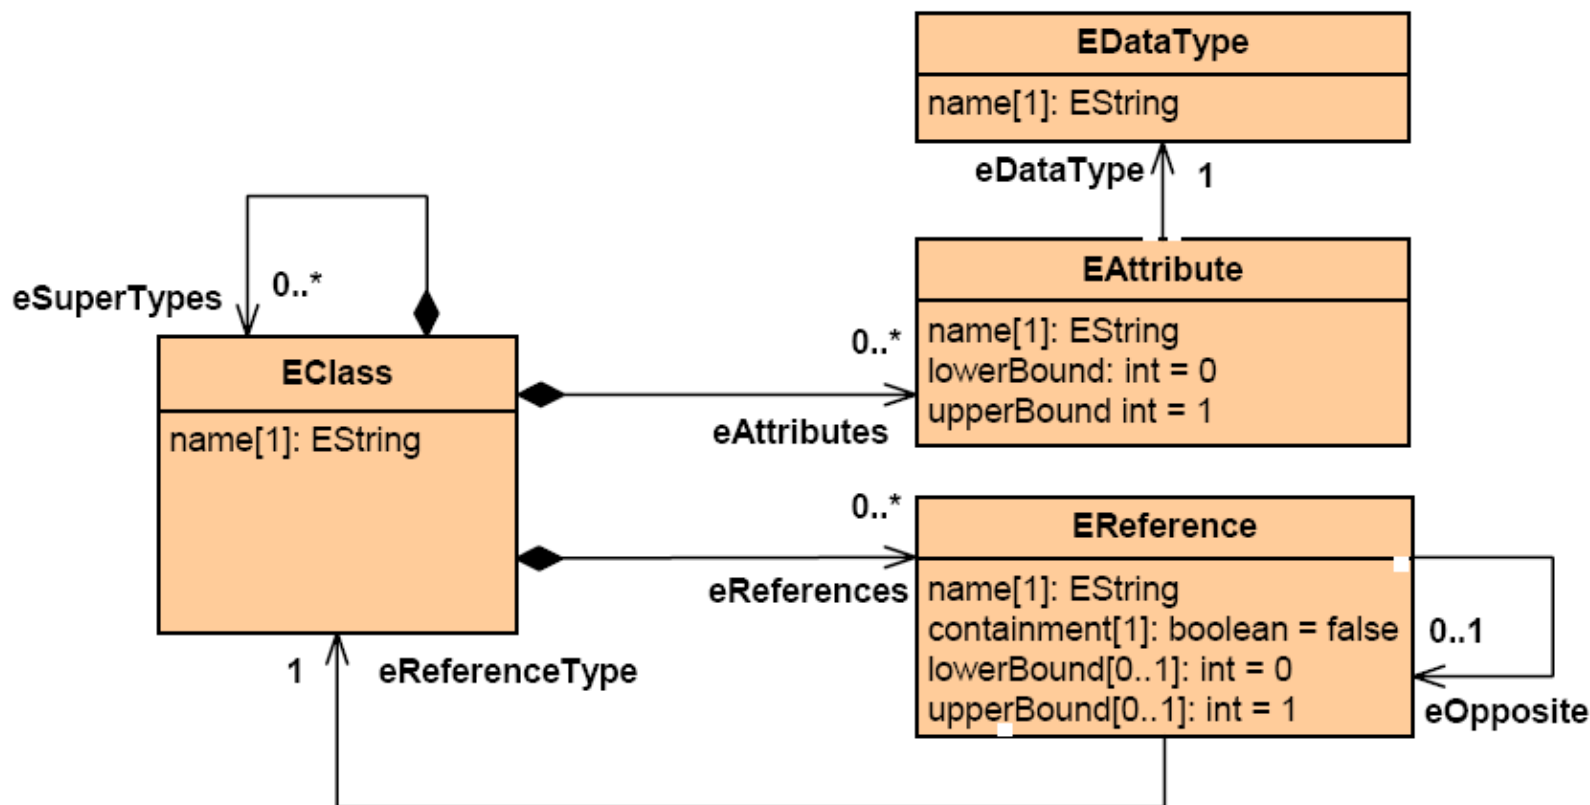 EDataType
name[1]: EString
eDataType
1
0..*
eSuperTypes
EClass
name[1]: EString
EAttribute
name[1]: EString
lowerBound: int = 0
upperBound int = 1
0..*
eAttributes
0..*
eReferences
EReference
name[1]: EString
containment[1]: boolean = false
lowerBound[0..1]: int = 0
upperBound[0..1]: int = 1
0..1
eOpposite
1
eReferenceType